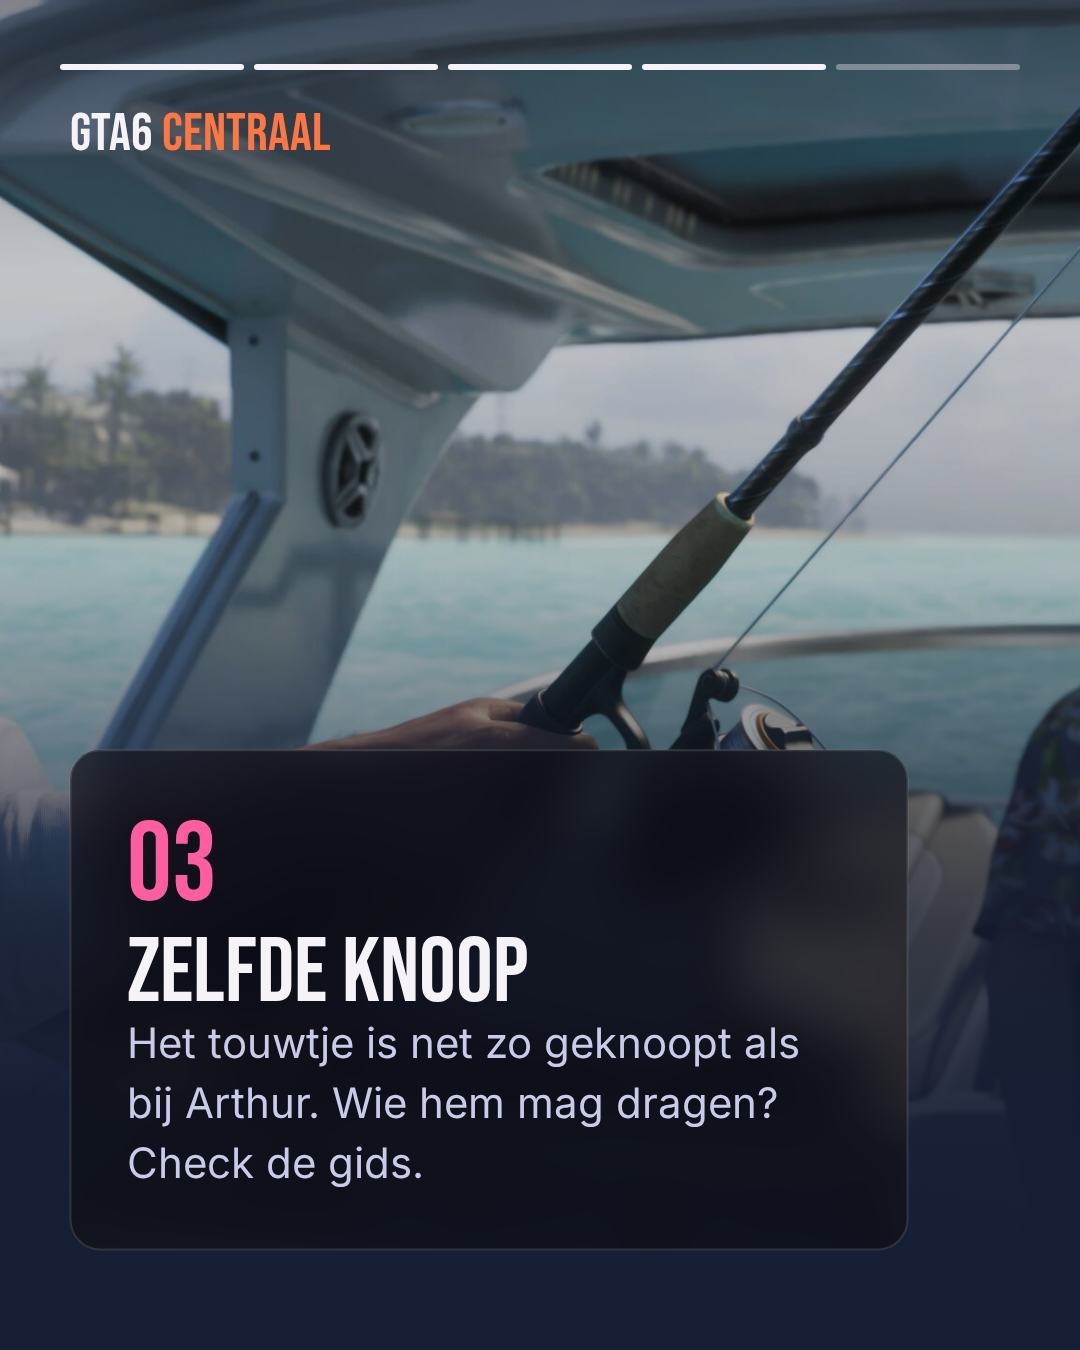 GTA6 CENTRAAL
03
ZELFDE KNOOP
Het touwtje is net zo geknoopt als
bij Arthur. Wie hem mag dragen?
Check de gids.